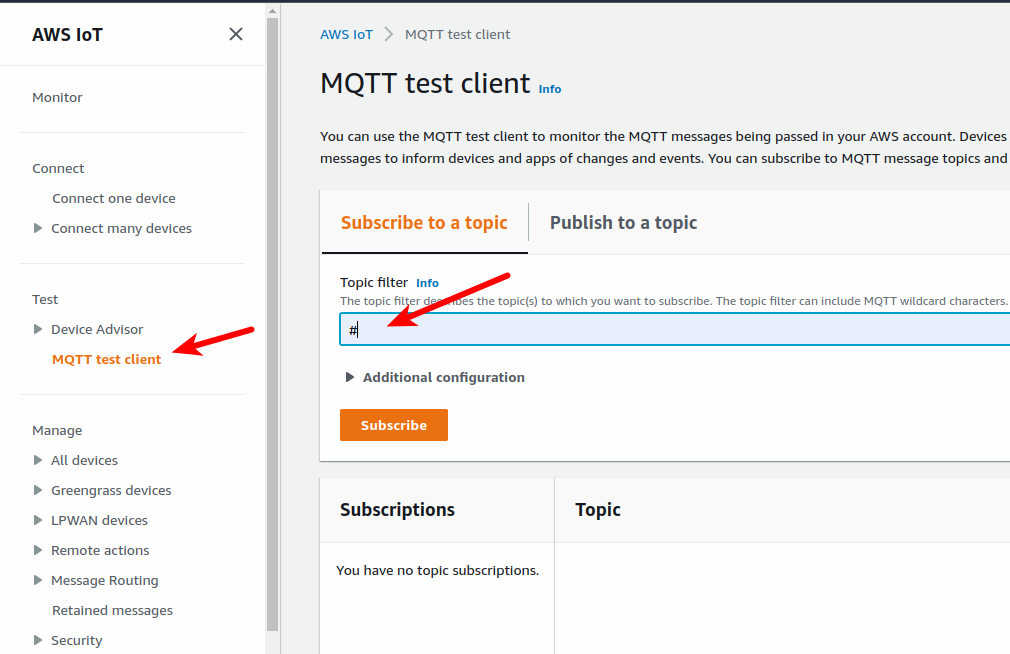 AWS IoT
Monitor
Connect
Connect one device
Connect many devices
Test
Device Advisor
MQTT test client
Manage
All devices
Greengrass devices
LPWAN devices
Remote actions
Message Routing
Retained messages
Security
AWS IoT > MQTT test client
MQTT test client Info
You can use the MQTT test client to monitor the MQTT messages being passed in your AWS account. Devices
messages to inform devices and apps of changes and events. You can subscribe to MQTT message topics and
Subscribe to a topic Publish to a topic
Topic filter Info
The topic filter describes the topic(s) to which you want to subscribe. The topic filter can include MQTT wildcard characters.
#
Additional configuration
Subscribe
Subscriptions Topic
You have no topic subscriptions.